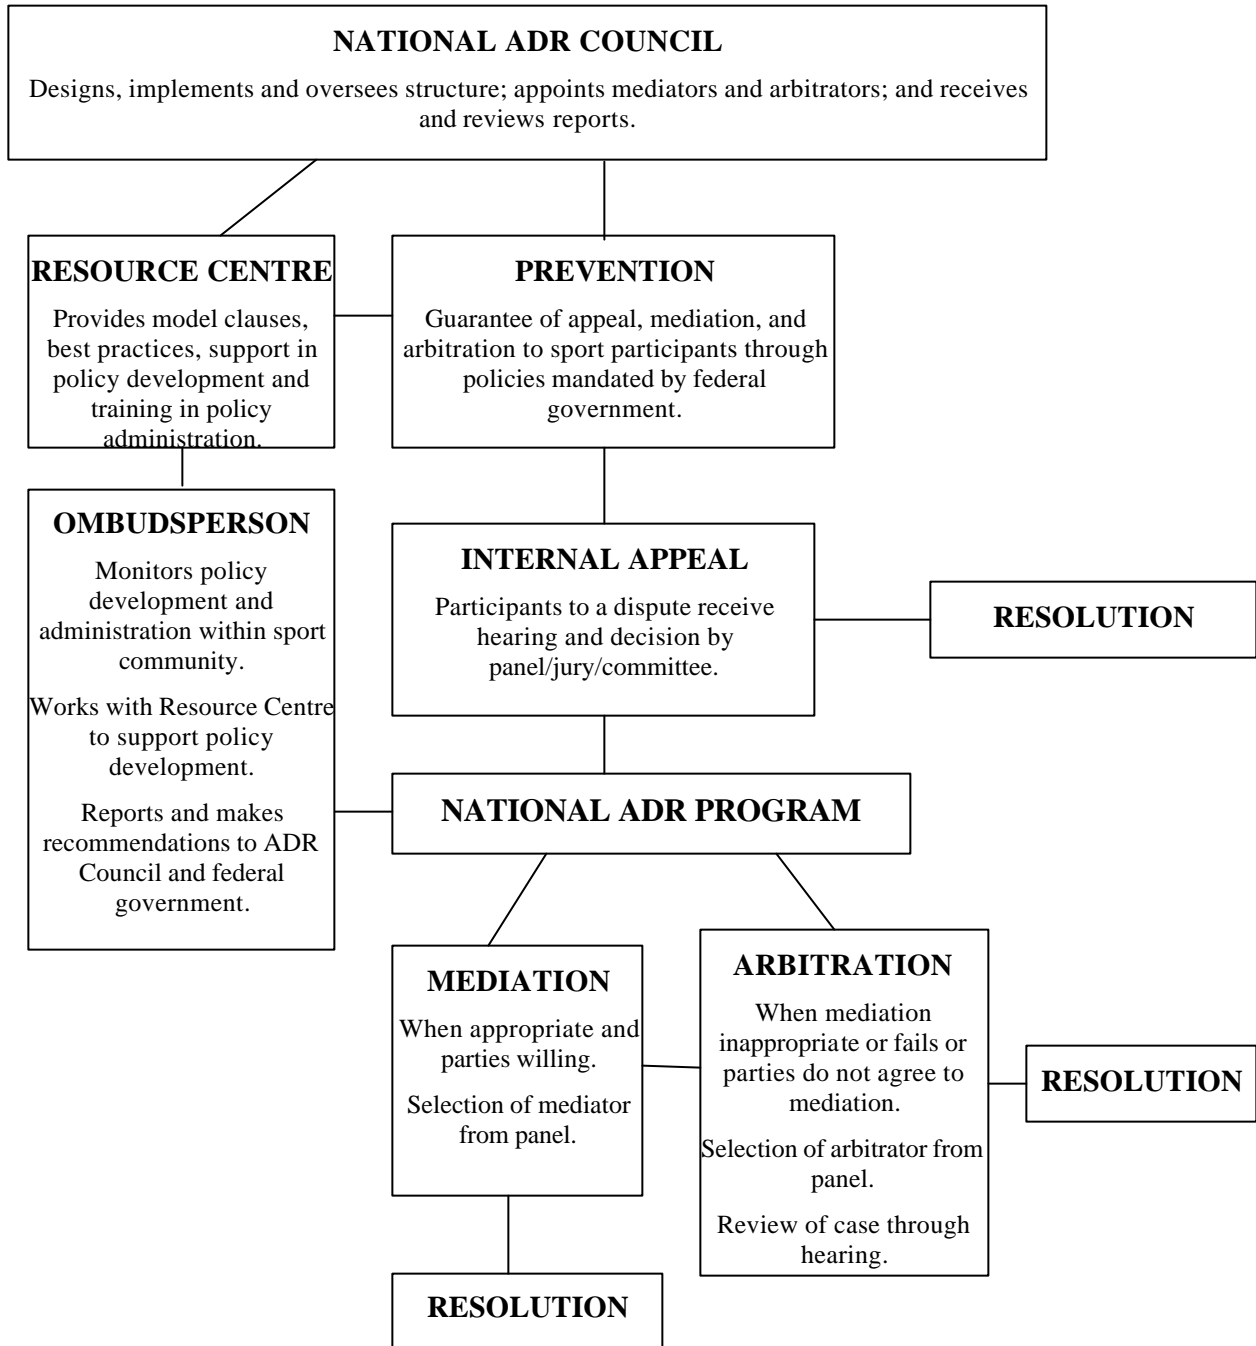 NATIONAL ADR COUNCIL
Designs, implements and oversees structure; appoints mediators and arbitrators; and receives
and reviews reports.
RESOURCE CENTRE
Provides model clauses,
best practices, support in
policy development and
training in policy
administration.
PREVENTION
Guarantee of appeal, mediation, and
arbitration to sport participants through
policies mandated by federal
government.
OMBUDSPERSON
Monitors policy
development and
administration within sport
community.
Works with Resource Centre
to support policy
development.
Reports and makes
recommendations to ADR
Council and federal
government.
INTERNAL APPEAL
Participants to a dispute receive
hearing and decision by
panel/jury/committee.
RESOLUTION
NATIONAL ADR PROGRAM
MEDIATION
When appropriate and
parties willing.
Selection of mediator
from panel.
ARBITRATION
When mediation
inappropriate or fails or
parties do not agree to
mediation.
Selection of arbitrator from
panel.
Review of case through
hearing.
RESOLUTION
RESOLUTION